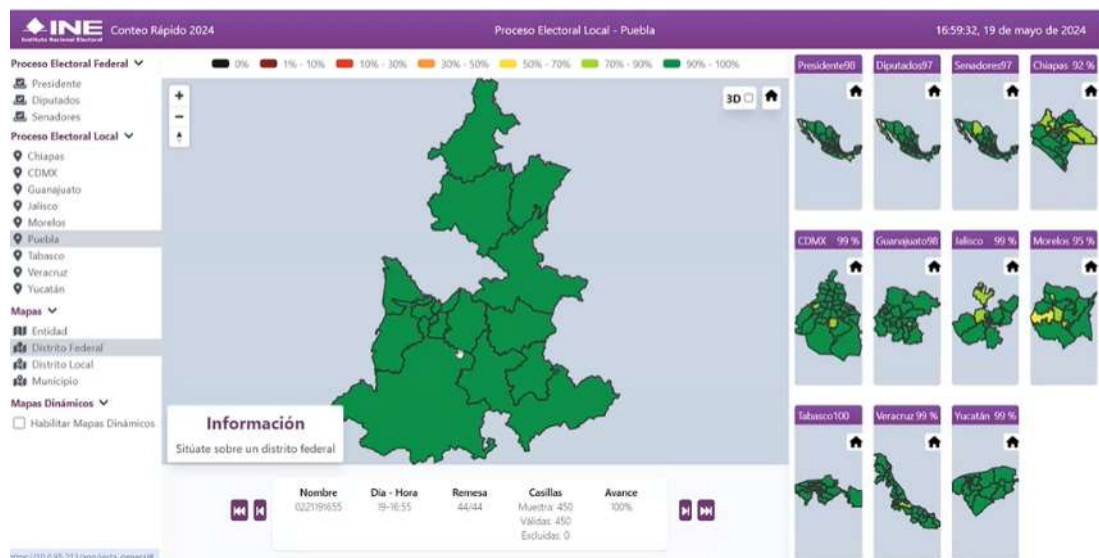 INE
Instituto Nacional Electoral
Conteo Rápido 2024
Proceso Electoral Local - Puebla
16:59:32, 19 de mayo de 2024
Proceso Electoral Federal
Presidente
Diputados
Senadores
Proceso Electoral Local
Chiapas
CDMX
Guanajuato
Jalisco
Morelos
Puebla
Tabasco
Veracruz
Yucatán
Mapas
Entidad
Distrito Federal
Distrito Local
Municipio
Mapas Dinámicos
Habilitar Mapas Dinámicos
0% 1% - 10% 10% - 30% 30% - 50% 50% - 70% 70% - 90% 90% - 100%
+
−
3D
Información
Sitúate sobre un distrito federal
Nombre Día - Hora Remesa Casillas Avance
0221191655 19-16:55 44/44 Muestra: 450 100%
Válidas: 450
Excluidas: 0
Presidente98 Diputados97 Senadores97 Chiapas 92 %
CDMX 99 % Guanajuato98 Jalisco 99 % Morelos 95 %
Tabasco100 Veracruz 99 % Yucatán 99 %